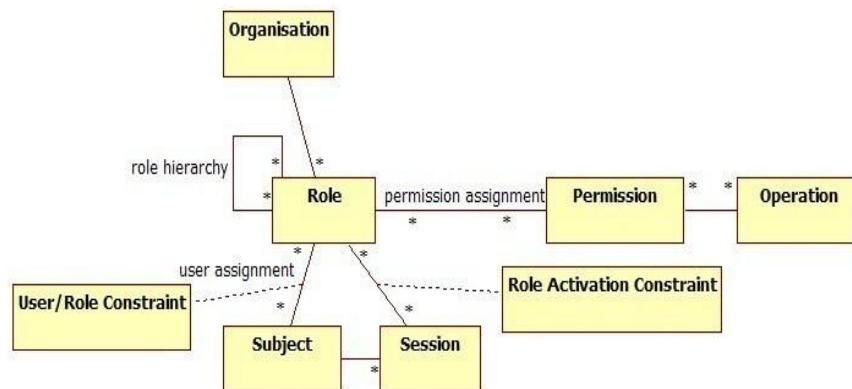 Organisation
role hierarchy
*
*
*
Role
permission assignment
*
*
Permission
*
*
Operation
*
*
user assignment
User/Role Constraint
Role Activation Constraint
*
*
Subject
Session
*